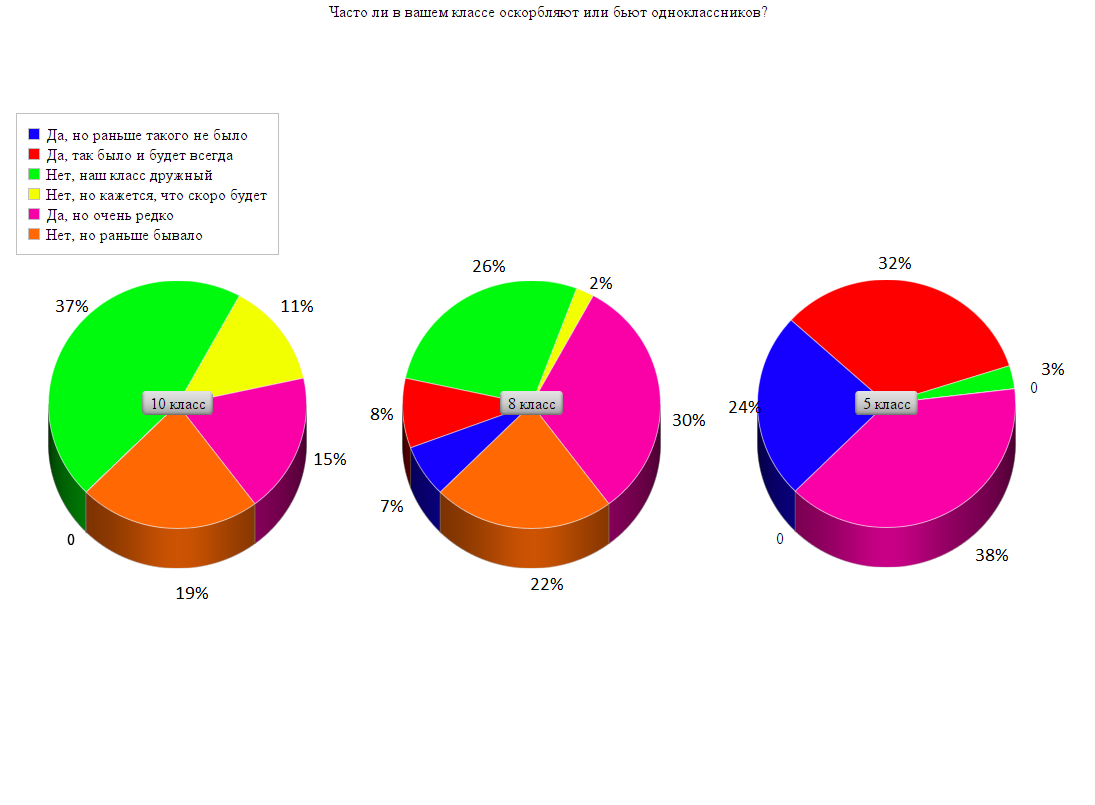 Часто ли в вашем классе оскорбляют или бьют одноклассников?
Да, но раньше такого не было
Да, так было и будет всегда
Нет, наш класс дружный
Нет, но кажется, что скоро будет
Да, но очень редко
Нет, но раньше бывало
37%
11%
10 класс
15%
0
19%
26%
2%
8 класс
8%
30%
7%
22%
32%
3%
0
24%
5 класс
0
38%